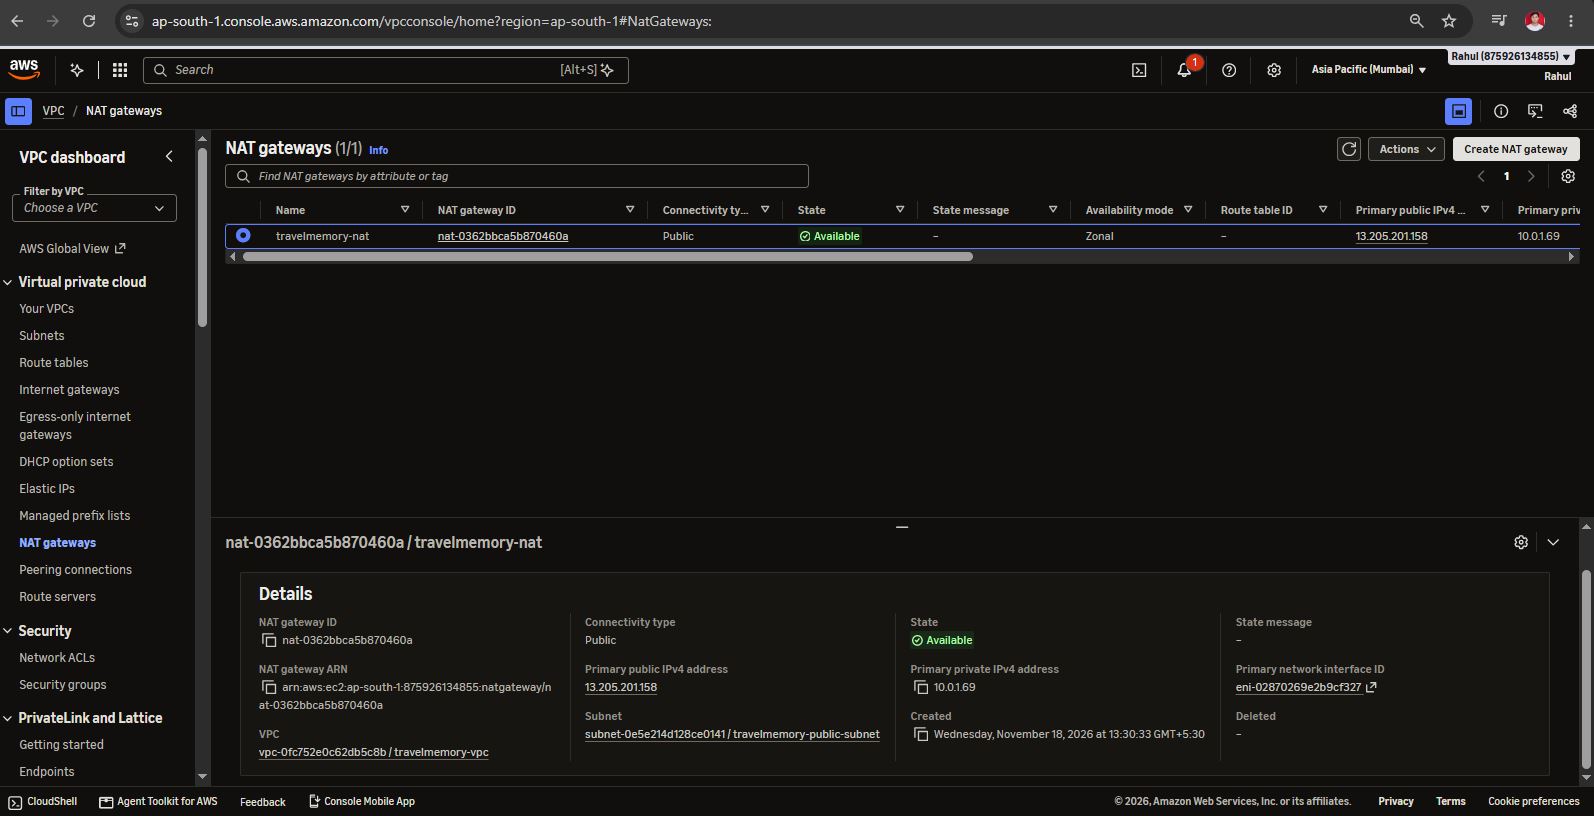 ap-south-1.console.aws.amazon.com/vpcconsole/home?region=ap-south-1#NatGateways:
aws
Search
[Alt+S]
1
Asia Pacific (Mumbai)
Rahul (875926134855)
Rahul
VPC / NAT gateways
VPC dashboard
Filter by VPC
Choose a VPC
AWS Global View
Virtual private cloud
Your VPCs
Subnets
Route tables
Internet gateways
Egress-only internet
gateways
DHCP option sets
Elastic IPs
Managed prefix lists
NAT gateways
Peering connections
Route servers
Security
Network ACLs
Security groups
PrivateLink and Lattice
Getting started
Endpoints
NAT gateways (1/1) Info
Actions
Create NAT gateway
Find NAT gateways by attribute or tag
1
Name NAT gateway ID Connectivity ty... State State message Availability mode Route table ID Primary public IPv4 ... Primary priv
travelmemory-nat nat-0362bbca5b870460a Public Available – Zonal – 13.205.201.158 10.0.1.69
nat-0362bbca5b870460a / travelmemory-nat
Details
NAT gateway ID
nat-0362bbca5b870460a
NAT gateway ARN
arn:aws:ec2:ap-south-1:875926134855:natgateway/n
at-0362bbca5b870460a
VPC
vpc-0fc752e0c62db5c8b / travelmemory-vpc
Connectivity type
Public
Primary public IPv4 address
13.205.201.158
Subnet
subnet-0e5e214d128ce0141 / travelmemory-public-subnet
State
Available
Primary private IPv4 address
10.0.1.69
Created
Wednesday, November 18, 2026 at 13:30:33 GMT+5:30
State message
–
Primary network interface ID
eni-02870269e2b9cf327
Deleted
–
CloudShell
Agent Toolkit for AWS
Feedback
Console Mobile App
© 2026, Amazon Web Services, Inc. or its affiliates.
Privacy
Terms
Cookie preferences